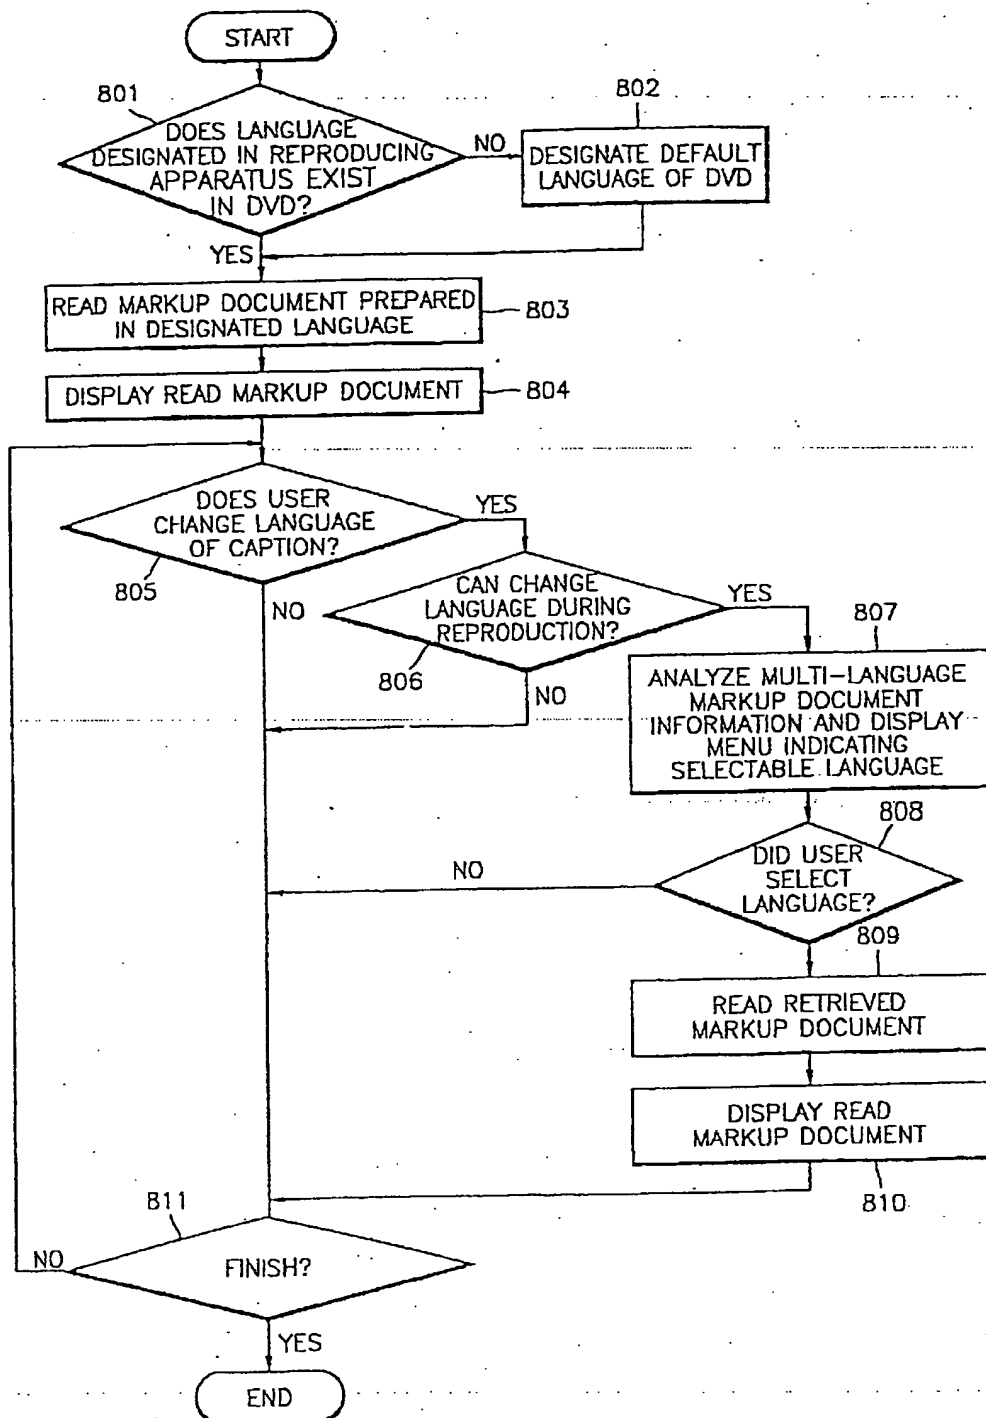 START
801
DOES LANGUAGE
DESIGNATED IN REPRODUCING
APPARATUS EXIST
IN DVD?
NO
802
DESIGNATE DEFAULT
LANGUAGE OF DVD
YES
READ MARKUP DOCUMENT PREPARED
IN DESIGNATED LANGUAGE
803
DISPLAY READ MARKUP DOCUMENT
804
DOES USER
CHANGE LANGUAGE
OF CAPTION?
805
YES
NO
CAN CHANGE
LANGUAGE DURING
REPRODUCTION?
806
YES
NO
807
ANALYZE MULTI-LANGUAGE
MARKUP DOCUMENT
INFORMATION AND DISPLAY
MENU INDICATING
SELECTABLE LANGUAGE
808
DID USER
SELECT
LANGUAGE?
NO
809
READ RETRIEVED
MARKUP DOCUMENT
DISPLAY READ
MARKUP DOCUMENT
810
811
FINISH?
NO
YES
END